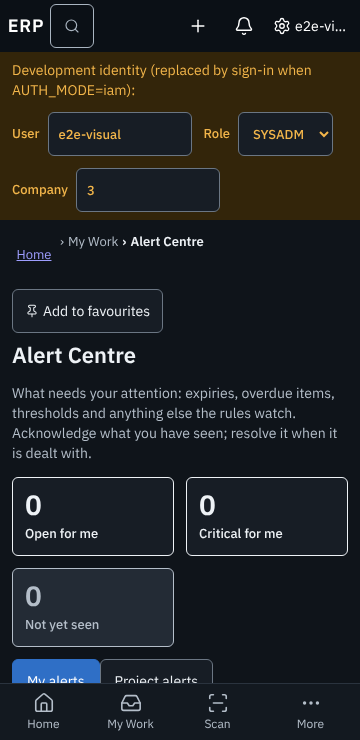 ERP
e2e-vi...
Development identity (replaced by sign-in when
AUTH_MODE=iam):
User e2e-visual Role SYSADM
Company 3
Home › My Work › Alert Centre
Add to favourites
Alert Centre
What needs your attention: expiries, overdue items,
thresholds and anything else the rules watch.
Acknowledge what you have seen; resolve it when it
is dealt with.
0 0
Open for me Critical for me
0
Not yet seen
My alerts Project alerts
Home My Work Scan More